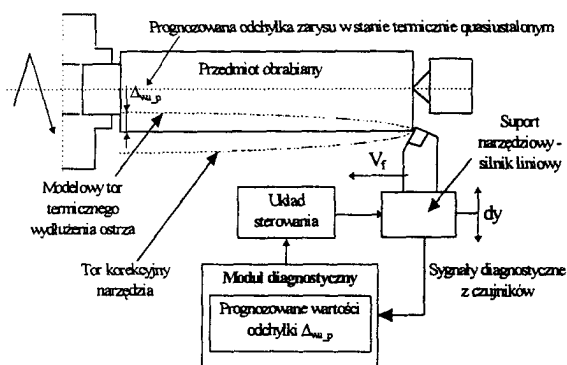 Prognozowana odchyłka zarysu w stanie termicznie quasiustalonym
Przedmiot obrabiany
Δwu_p
Suport
narzędziowy -
silnik liniowy
Vf
Modelowy tor
termicznego
wydłużenia ostrza
Układ
sterowania
dy
Tor korekcyjny
narzędzia
Moduł diagnostyczny
Sygnały diagnostyczne
z czujników
Prognozowane wartości
odchyłki Δwu_p